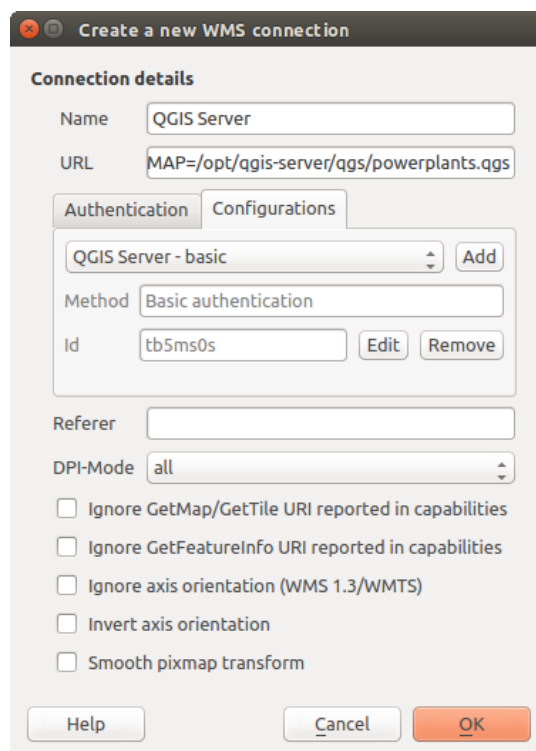 Create a new WMS connection
Connection details
Name QGIS Server
URL MAP=/opt/qgis-server/qgs/powerplants.qgs
Authentication Configurations
QGIS Server - basic Add
Method Basic authentication
Id tb5ms0s Edit Remove
Referer
DPI-Mode all
Ignore GetMap/GetTile URI reported in capabilities
Ignore GetFeatureInfo URI reported in capabilities
Ignore axis orientation (WMS 1.3/WMTS)
Invert axis orientation
Smooth pixmap transform
Help Cancel OK